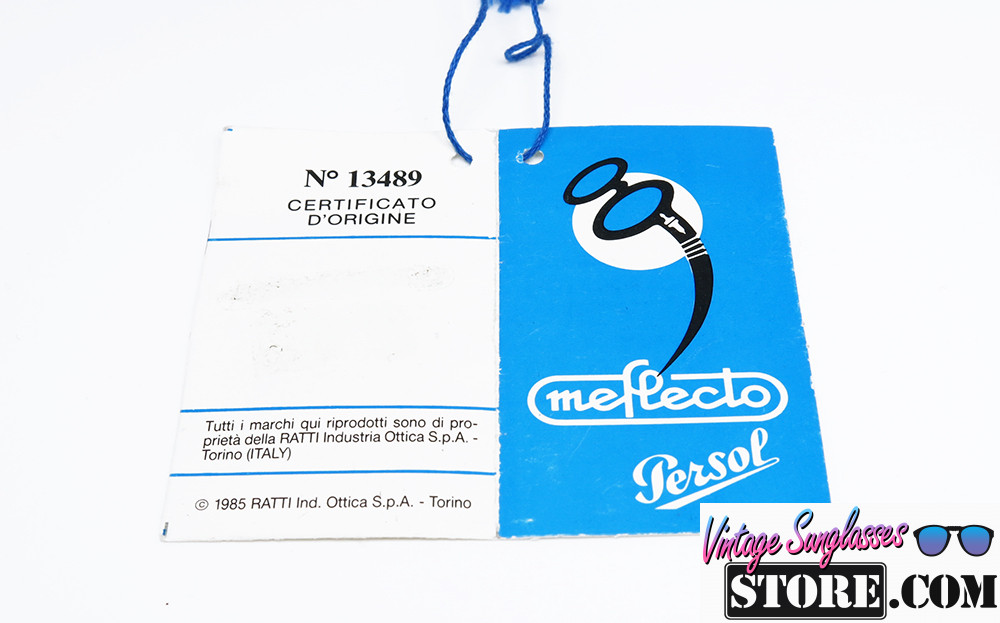 Nº 13489
CERTIFICATO
D'ORIGINE
Tutti i marchi qui riprodotti sono di pro-
prietà della RATTI Industria Ottica S.p.A. -
Torino (ITALY)
© 1985 RATTI Ind. Ottica S.p.A. - Torino
meflecto
Persol
Vintage Sunglasses
STORE.COM